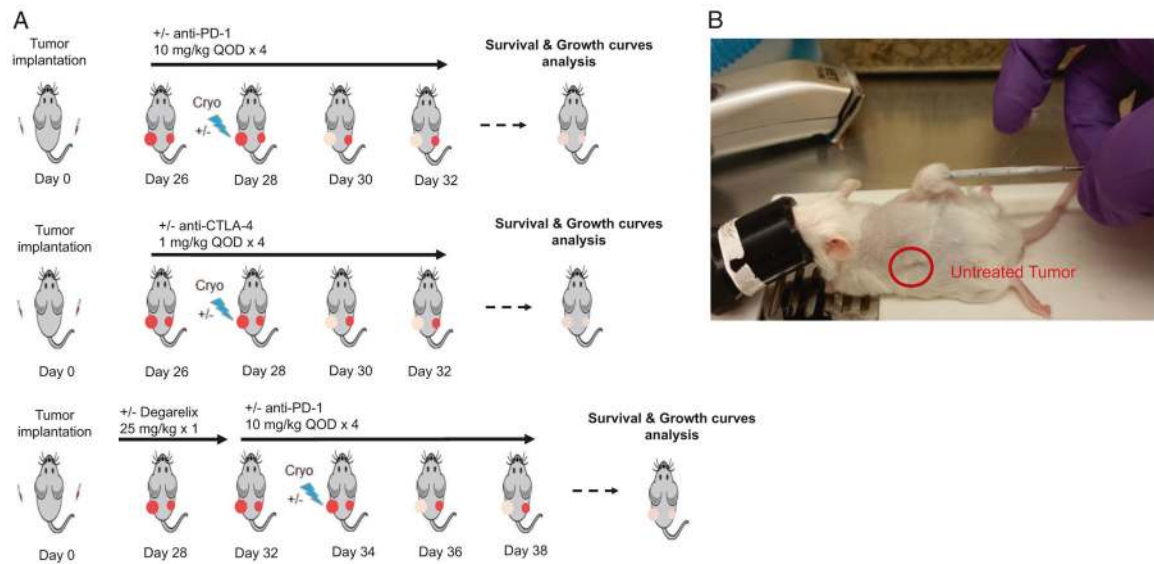 A
Tumor
implantation
+/- anti-PD-1
10 mg/kg QOD x 4
Survival & Growth curves
analysis
Cryo
+/-
Day 0
Day 26
Day 28
Day 30
Day 32
+/- anti-CTLA-4
1 mg/kg QOD x 4
Survival & Growth curves
analysis
Cryo
+/-
Day 0
Day 26
Day 28
Day 30
Day 32
Tumor
implantation
+/- Degarelix
25 mg/kg x 1
+/- anti-PD-1
10 mg/kg QOD x 4
Survival & Growth curves
analysis
Cryo
+/-
Day 0
Day 28
Day 32
Day 34
Day 36
Day 38
B
Untreated Tumor